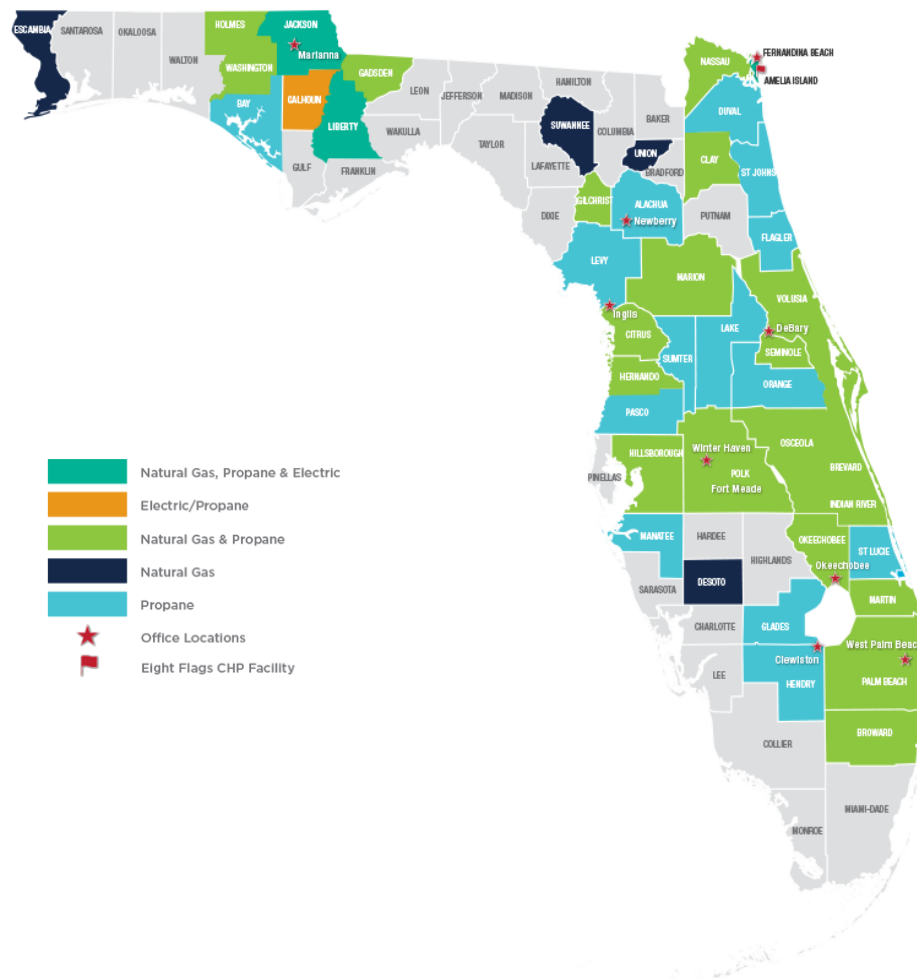 ESCAMBIA
SANTAROSA
OKALOOSA
WALTON
HOLMES
WASHINGTON
BAY
JACKSON
Marianna
CALHOUN
GADSDEN
LIBERTY
GULF
FRANKLIN
LEON
WAKULLA
JEFFERSON
MADISON
TAYLOR
HAMILTON
SUWANNEE
LAFAYETTE
DIXIE
COLUMBIA
BAKER
UNION
BRADFORD
GILCHRIST
ALACHUA
Newberry
NASSAU
FERNANDINA BEACH
AMELIA ISLAND
DUVAL
CLAY
ST JOHNS
PUTNAM
FLAGLER
LEVY
MARION
VOLUSIA
Inglis
CITRUS
SUMTER
LAKE
DeBary
SEMINOLE
HERNANDO
ORANGE
PASCO
PINELLAS
HILLSBOROUGH
Winter Haven
POLK
Fort Meade
OSCEOLA
BREVARD
INDIAN RIVER
MANATEE
HARDEE
HIGHLANDS
OKEECHOBEE
Okeechobee
ST LUCIE
SARASOTA
DESOTO
MARTIN
CHARLOTTE
GLADES
Clewiston
West Palm Beac
PALM BEACH
LEE
HENDRY
BROWARD
COLLIER
MIAMI-DADE
MONROE
Natural Gas, Propane & Electric
Electric/Propane
Natural Gas & Propane
Natural Gas
Propane
Office Locations
Eight Flags CHP Facility